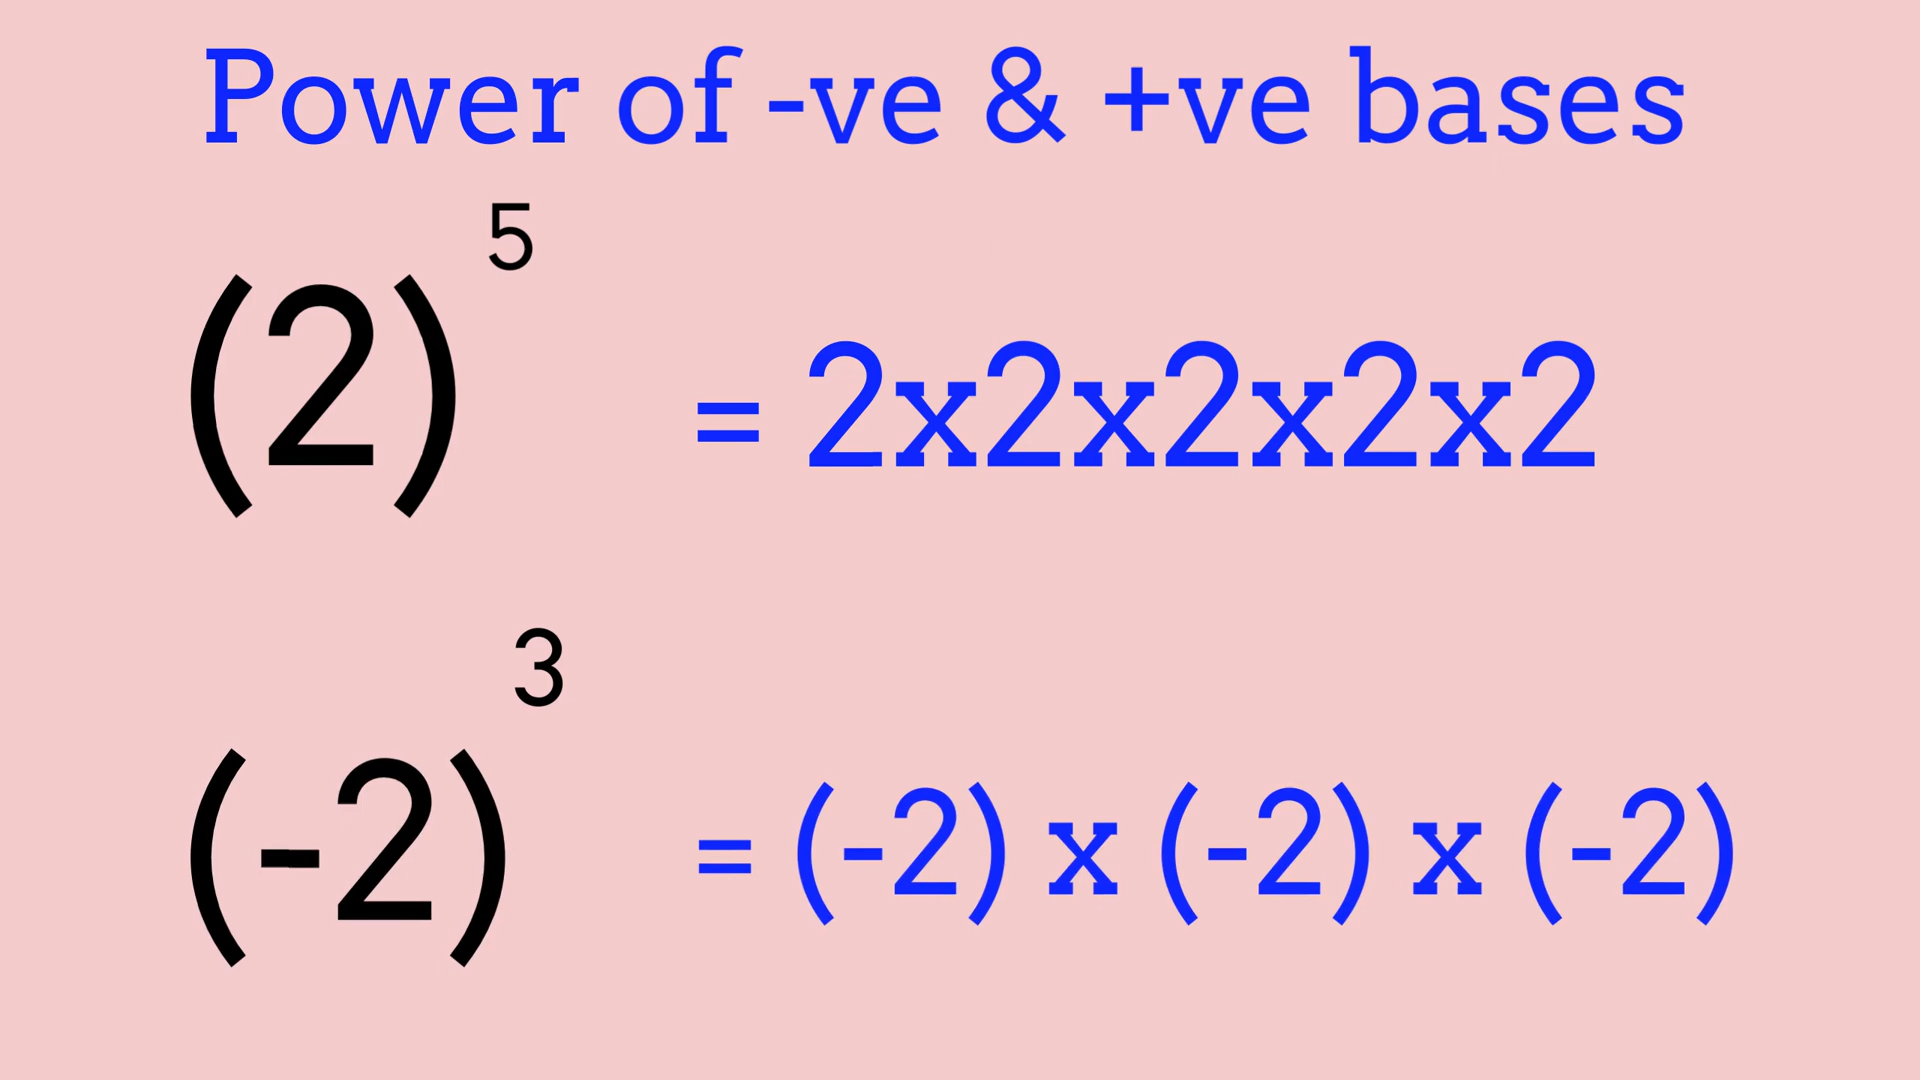 Power of -ve & +ve bases
(2)⁵ = 2x2x2x2x2
(-2)³ = (-2) x (-2) x (-2)